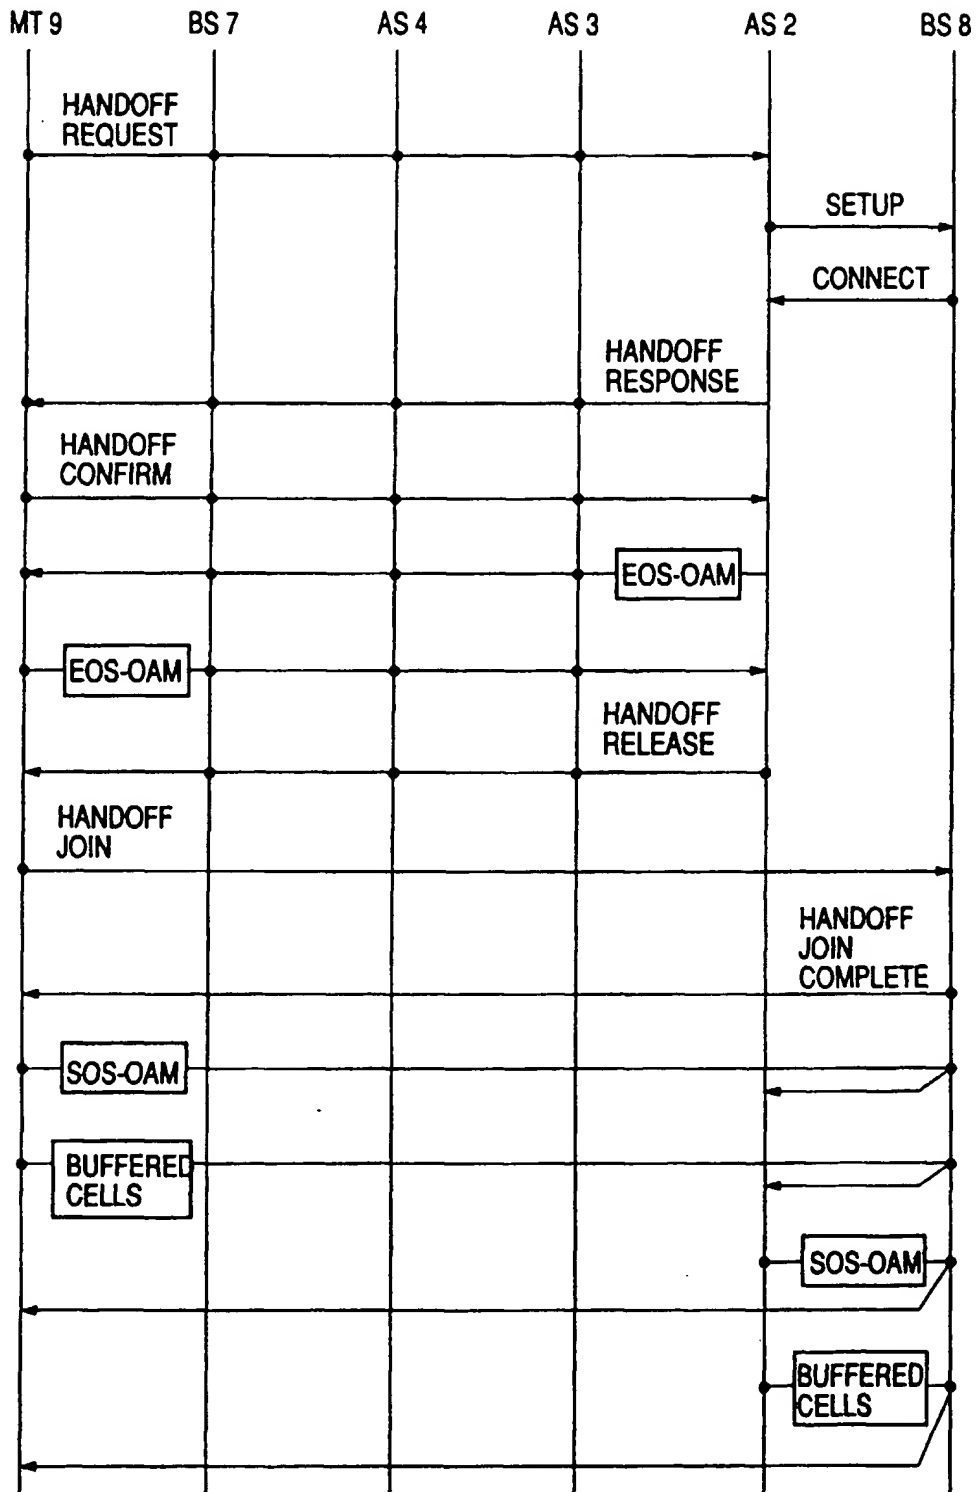 MT 9 BS 7 AS 4 AS 3 AS 2 BS 8
HANDOFF
REQUEST
SETUP
CONNECT
HANDOFF
RESPONSE
HANDOFF
CONFIRM
EOS-OAM
EOS-OAM
HANDOFF
RELEASE
HANDOFF
JOIN
HANDOFF
JOIN
COMPLETE
SOS-OAM
BUFFERED
CELLS
SOS-OAM
BUFFERED
CELLS